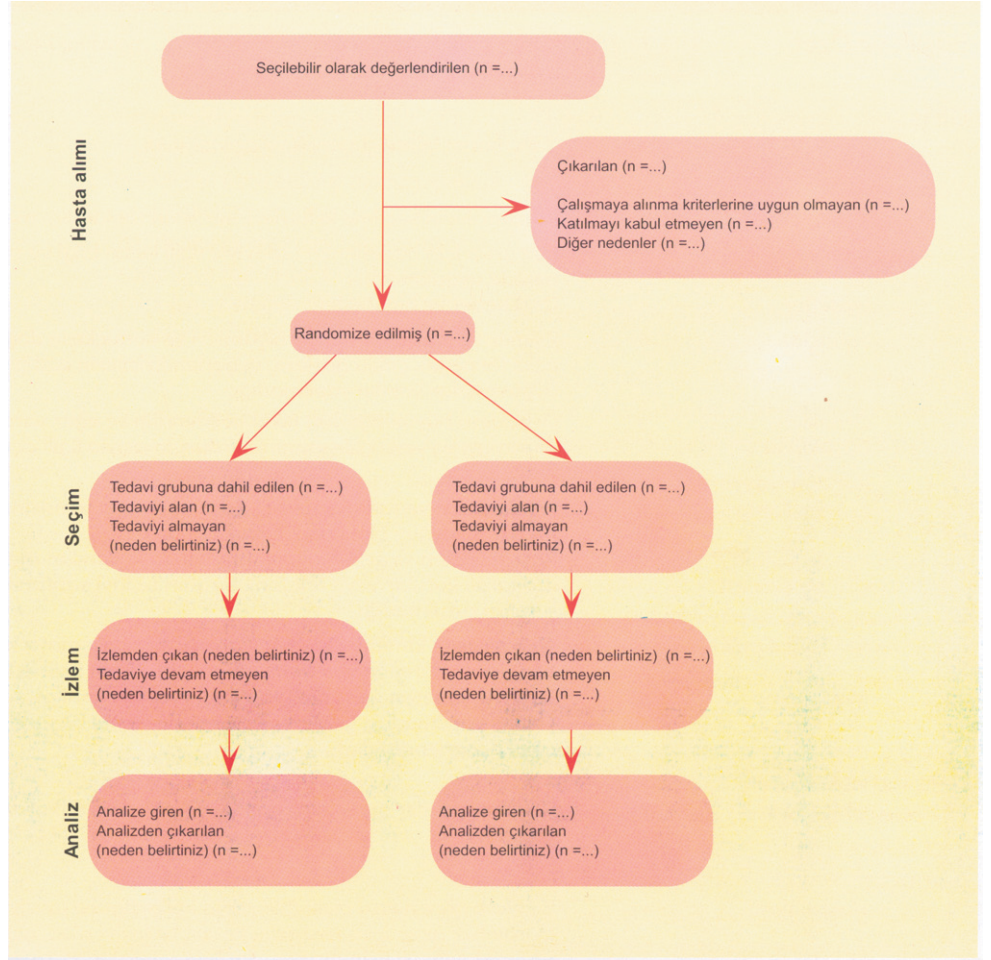 Seçilebilir olarak değerlendirilen (n =...)
Hasta alımı
Çıkarılan (n =...)
Çalışmaya alınma kriterlerine uygun olmayan (n =...)
Katılmayı kabul etmeyen (n =...)
Diğer nedenler (n =...)
Randomize edilmiş (n =...)
Seçim
Tedavi grubuna dahil edilen (n =...)
Tedaviyi alan (n =...)
Tedaviyi almayan
(neden belirtiniz) (n =...)
Tedavi grubuna dahil edilen (n =...)
Tedaviyi alan (n =...)
Tedaviyi almayan
(neden belirtiniz) (n =...)
İzlem
İzlemden çıkan (neden belirtiniz) (n =...)
Tedaviye devam etmeyen
(neden belirtiniz) (n =...)
İzlemden çıkan (neden belirtiniz) (n =...)
Tedaviye devam etmeyen
(neden belirtiniz) (n =...)
Analiz
Analize giren (n =...)
Analizden çıkarılan
(neden belirtiniz) (n =...)
Analize giren (n =...)
Analizden çıkarılan
(neden belirtiniz) (n =...)